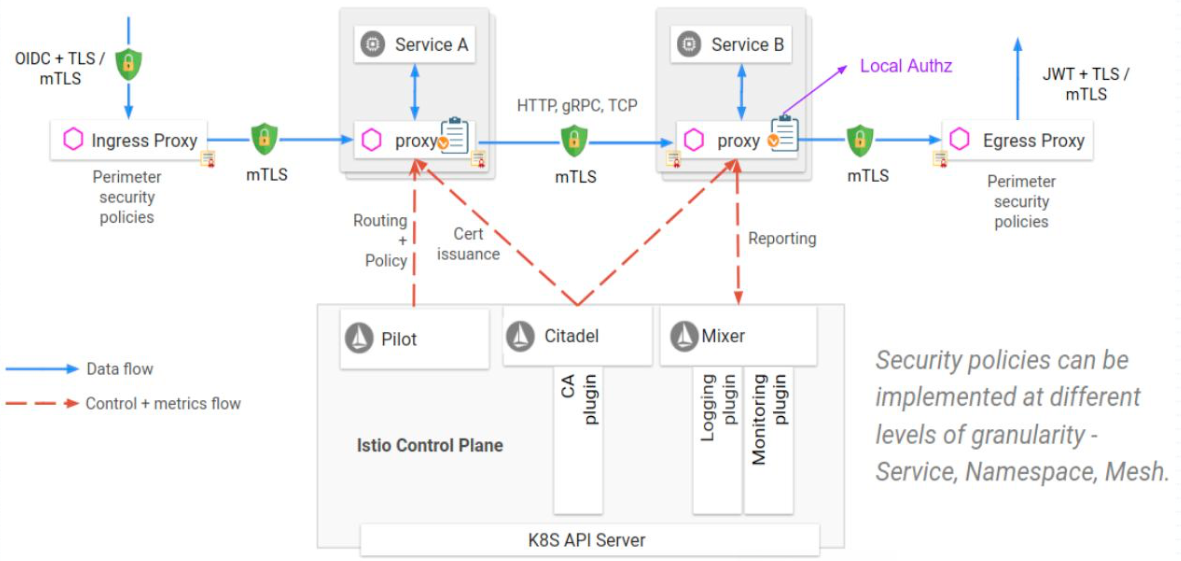 OIDC + TLS /
mTLS
Service A
Service B
Local Authz
JWT + TLS /
mTLS
HTTP, gRPC, TCP
Ingress Proxy
proxy
proxy
Egress Proxy
mTLS
mTLS
mTLS
Perimeter
security
policies
Perimeter
security
policies
Routing
+
Policy
Cert
issuance
Reporting
Pilot
Citadel
Mixer
Data flow
Control + metrics flow
CA
plugin
Logging
plugin
Monitoring
plugin
Istio Control Plane
K8S API Server
Security policies can be
implemented at different
levels of granularity -
Service, Namespace, Mesh.